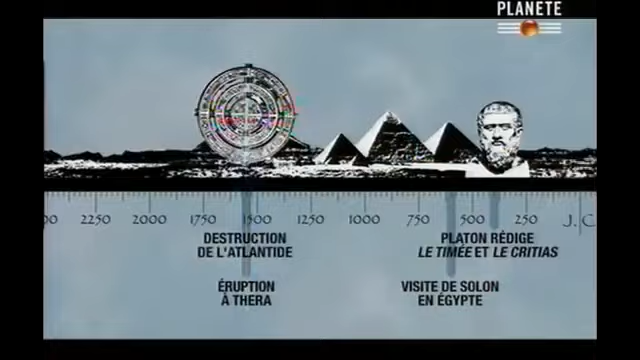 PLANETE
00 2250 2000 1750 1500 1250 1000 750 500 250 J.C
DESTRUCTION
DE L'ATLANTIDE
PLATON RÉDIGE
LE TIMÉE ET LE CRITIAS
ÉRUPTION
À THERA
VISITE DE SOLON
EN ÉGYPTE